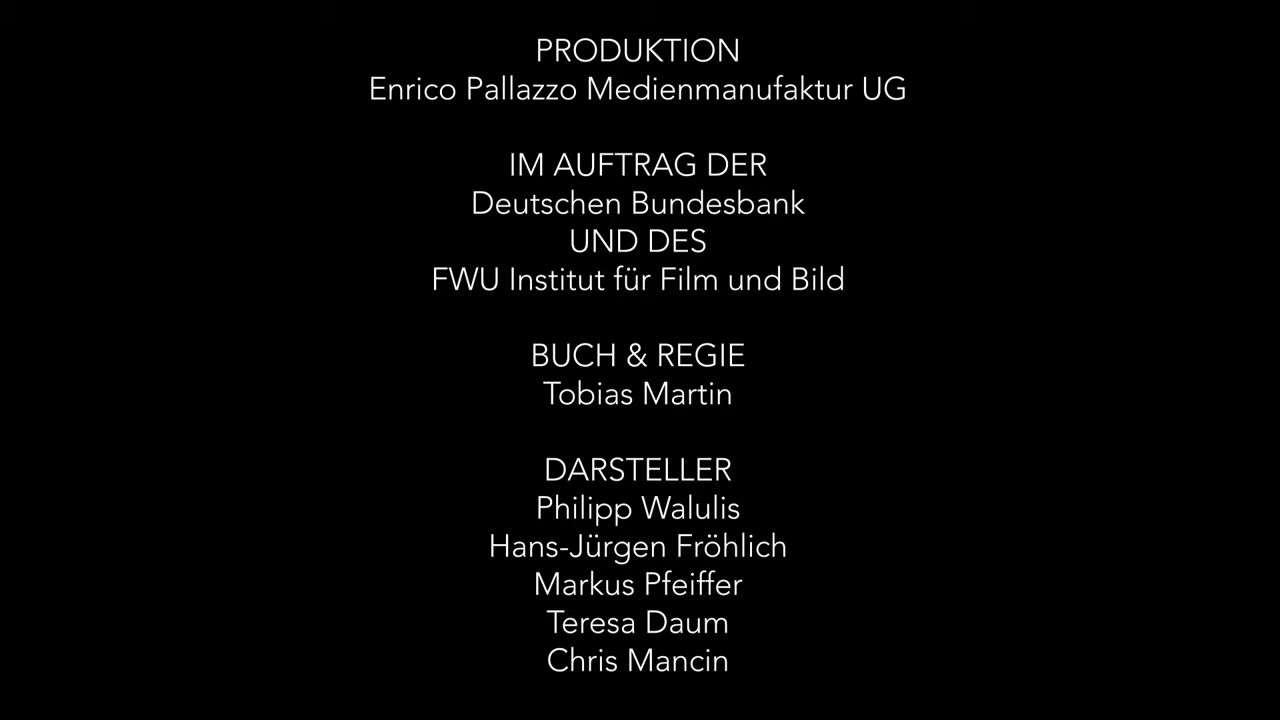 PRODUKTION
Enrico Pallazzo Medienmanufaktur UG
IM AUFTRAG DER
Deutschen Bundesbank
UND DES
FWU Institut für Film und Bild
BUCH & REGIE
Tobias Martin
DARSTELLER
Philipp Walulis
Hans-Jürgen Fröhlich
Markus Pfeiffer
Teresa Daum
Chris Mancin